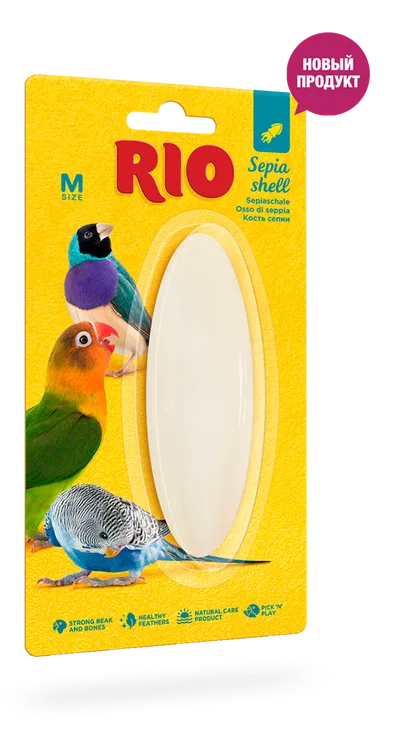 НОВЫЙ
ПРОДУКТ
M
SIZE
RIO
Sepia
shell
Sepiaschale
Osso di seppia
Кость сепии
STRONG BEAK
AND BONES
HEALTHY
FEATHERS
NATURAL CARE
PRODUCT
PICK 'N'
PLAY